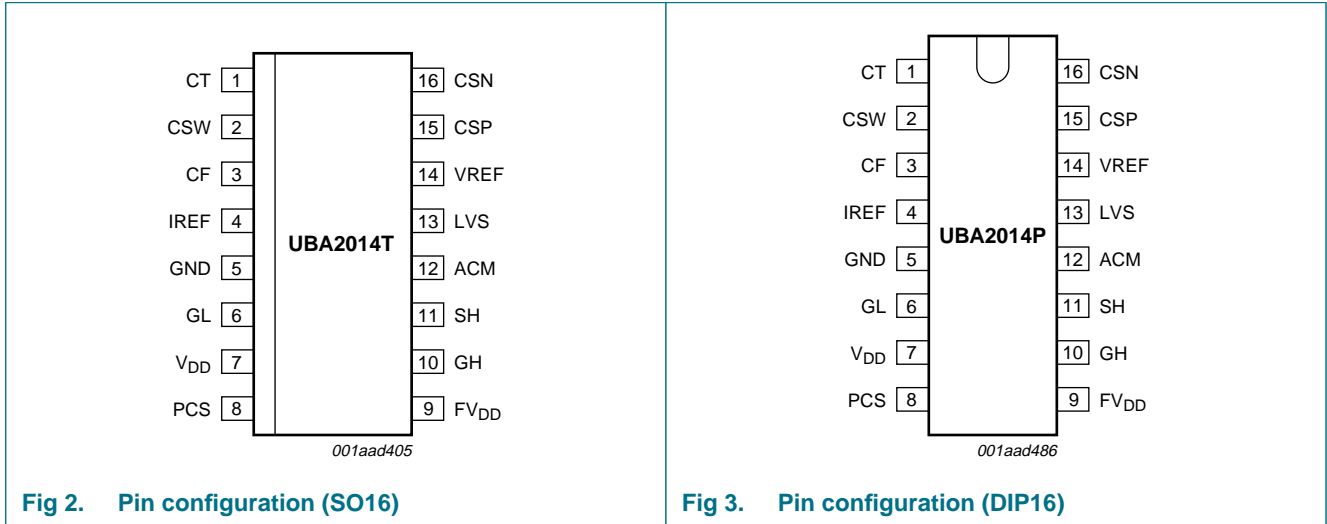 CT 1
CSW 2
CF 3
IREF 4
GND 5
GL 6
VDD 7
PCS 8
UBA2014T
16 CSN
15 CSP
14 VREF
13 LVS
12 ACM
11 SH
10 GH
9 FVDD
001aad405
Fig 2. Pin configuration (SO16)
CT 1
CSW 2
CF 3
IREF 4
GND 5
GL 6
VDD 7
PCS 8
UBA2014P
16 CSN
15 CSP
14 VREF
13 LVS
12 ACM
11 SH
10 GH
9 FVDD
001aad486
Fig 3. Pin configuration (DIP16)